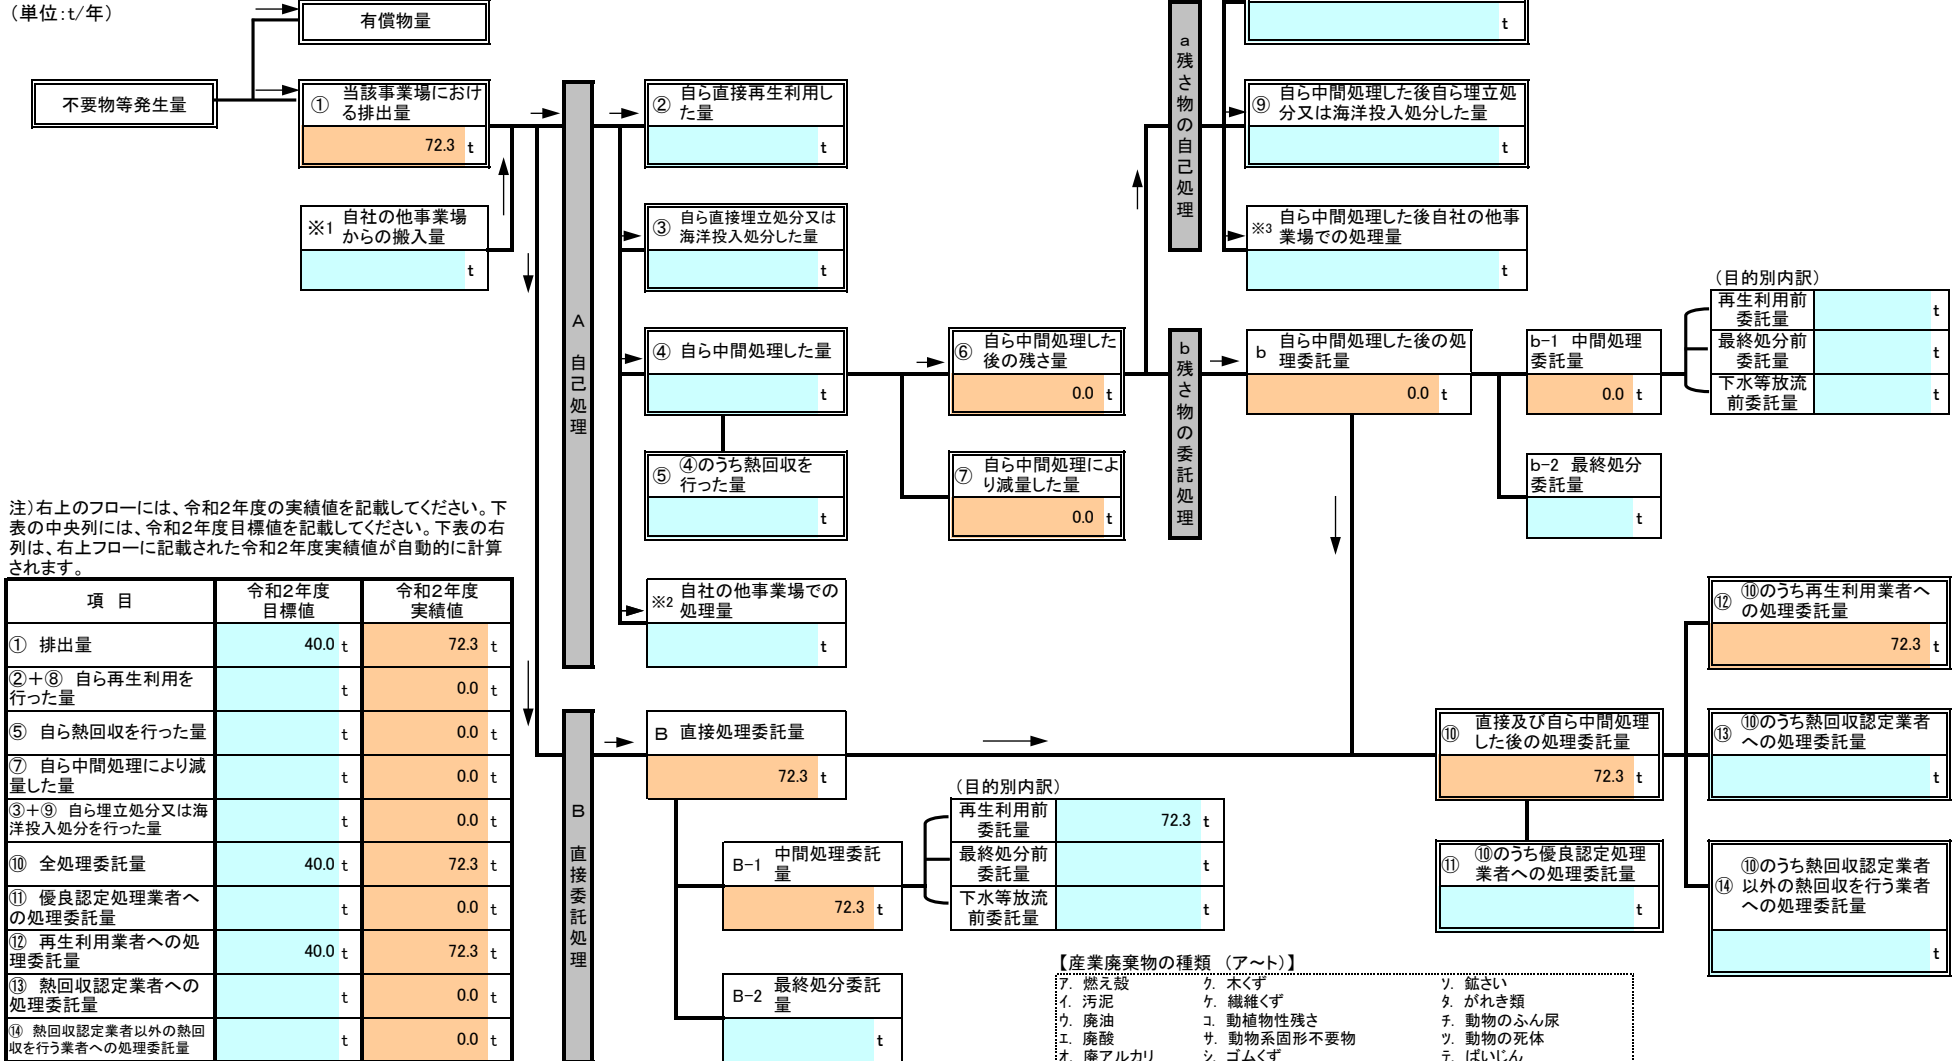 (単位:t/年)
有償物量
不要物等発生量
① 当該事業場におけ
る排出量
72.3 t
※1 自社の他事業場
からの搬入量
t
A 自己処理
② 自ら直接再生利用し
た量
t
③ 自ら直接埋立処分又は
海洋投入処分した量
t
④ 自ら中間処理した量
t
⑤ ④のうち熱回収を
行った量
t
※2 自社の他事業場での
処理量
t
⑥ 自ら中間処理した
後の残さ量
0.0 t
⑦ 自ら中間処理によ
り減量した量
0.0 t
a残さ物の自己処理
t
⑨ 自ら中間処理した後自ら埋立処
分又は海洋投入処分した量
t
※3 自ら中間処理した後自社の他事
業場での処理量
t
b残さ物の委託処理
b 自ら中間処理した後の処
理委託量
0.0 t
b-1 中間処理
委託量
0.0 t
b-2 最終処分
委託量
t
(目的別内訳)
再生利用前
委託量
t
最終処分前
委託量
t
下水等放流
前委託量
t
注)右上のフローには、令和2年度の実績値を記載してください。下
表の中央列には、令和2年度目標値を記載してください。下表の右
列は、右上フローに記載された令和2年度実績値が自動的に計算
されます。
項 目 令和2年度
目標値 令和2年度
実績値
① 排出量 40.0 t 72.3 t
②+⑧ 自ら再生利用を
行った量 t 0.0 t
⑤ 自ら熱回収を行った量 t 0.0 t
⑦ 自ら中間処理により減
量した量 t 0.0 t
③+⑨ 自ら埋立処分又は海
洋投入処分を行った量 t 0.0 t
⑩ 全処理委託量 40.0 t 72.3 t
⑪ 優良認定処理業者へ
の処理委託量 t 0.0 t
⑫ 再生利用業者への処
理委託量 40.0 t 72.3 t
⑬ 熱回収認定業者への
処理委託量 t 0.0 t
⑭ 熱回収認定業者以外の熱回
収を行う業者への処理委託量 t 0.0 t
B 直接委託処理
B 直接処理委託量
72.3 t
B-1 中間処理委託
量
72.3 t
B-2 最終処分委託
量
t
(目的別内訳)
再生利用前
委託量
72.3 t
最終処分前
委託量
t
下水等放流
前委託量
t
⑩ 直接及び自ら中間処理
した後の処理委託量
72.3 t
⑪ ⑩のうち優良認定処理
業者への処理委託量
t
⑫ ⑩のうち再生利用業者へ
の処理委託量
72.3 t
⑬ ⑩のうち熱回収認定業者
への処理委託量
t
⑭ ⑩のうち熱回収認定業者
以外の熱回収を行う業者
への処理委託量
t
【産業廃棄物の種類 (ア~ト)】
ア. 燃え殻 ク. 木くず ソ. 鉱さい
イ. 汚泥 ケ. 繊維くず タ. がれき類
ウ. 廃油 コ. 動植物性残さ チ. 動物のふん尿
エ. 廃酸 サ. 動物系固形不要物 ツ. 動物の死体
オ. 廃アルカリ シ. ゴムくず テ. ばいじん